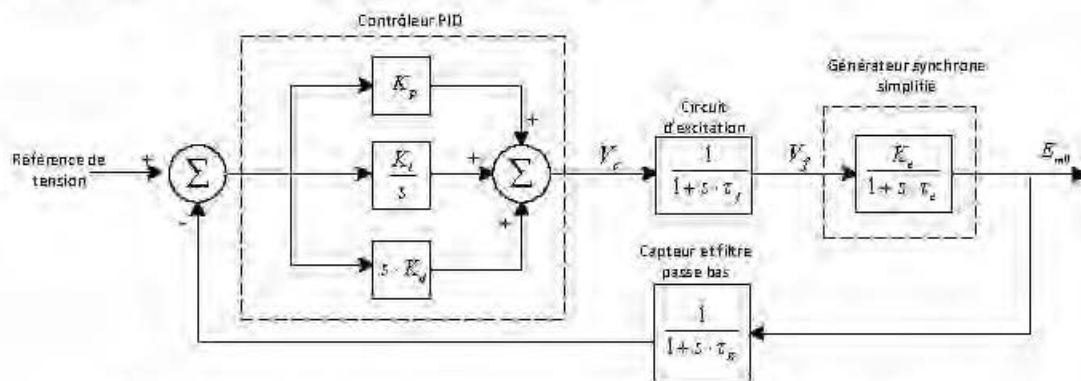 Contrôleur PID
Générateur synchrone
simplifié
Circuit
d'excitation
Référence de
tension
+
-
Σ
K_p
K_i
s
s · K_d
+
+
+
Σ
V_c
1
1 + s · τ_f
V_f
K_e
1 + s · τ_e
E_m0
Capteur et filtre
passe bas
1
1 + s · τ_R